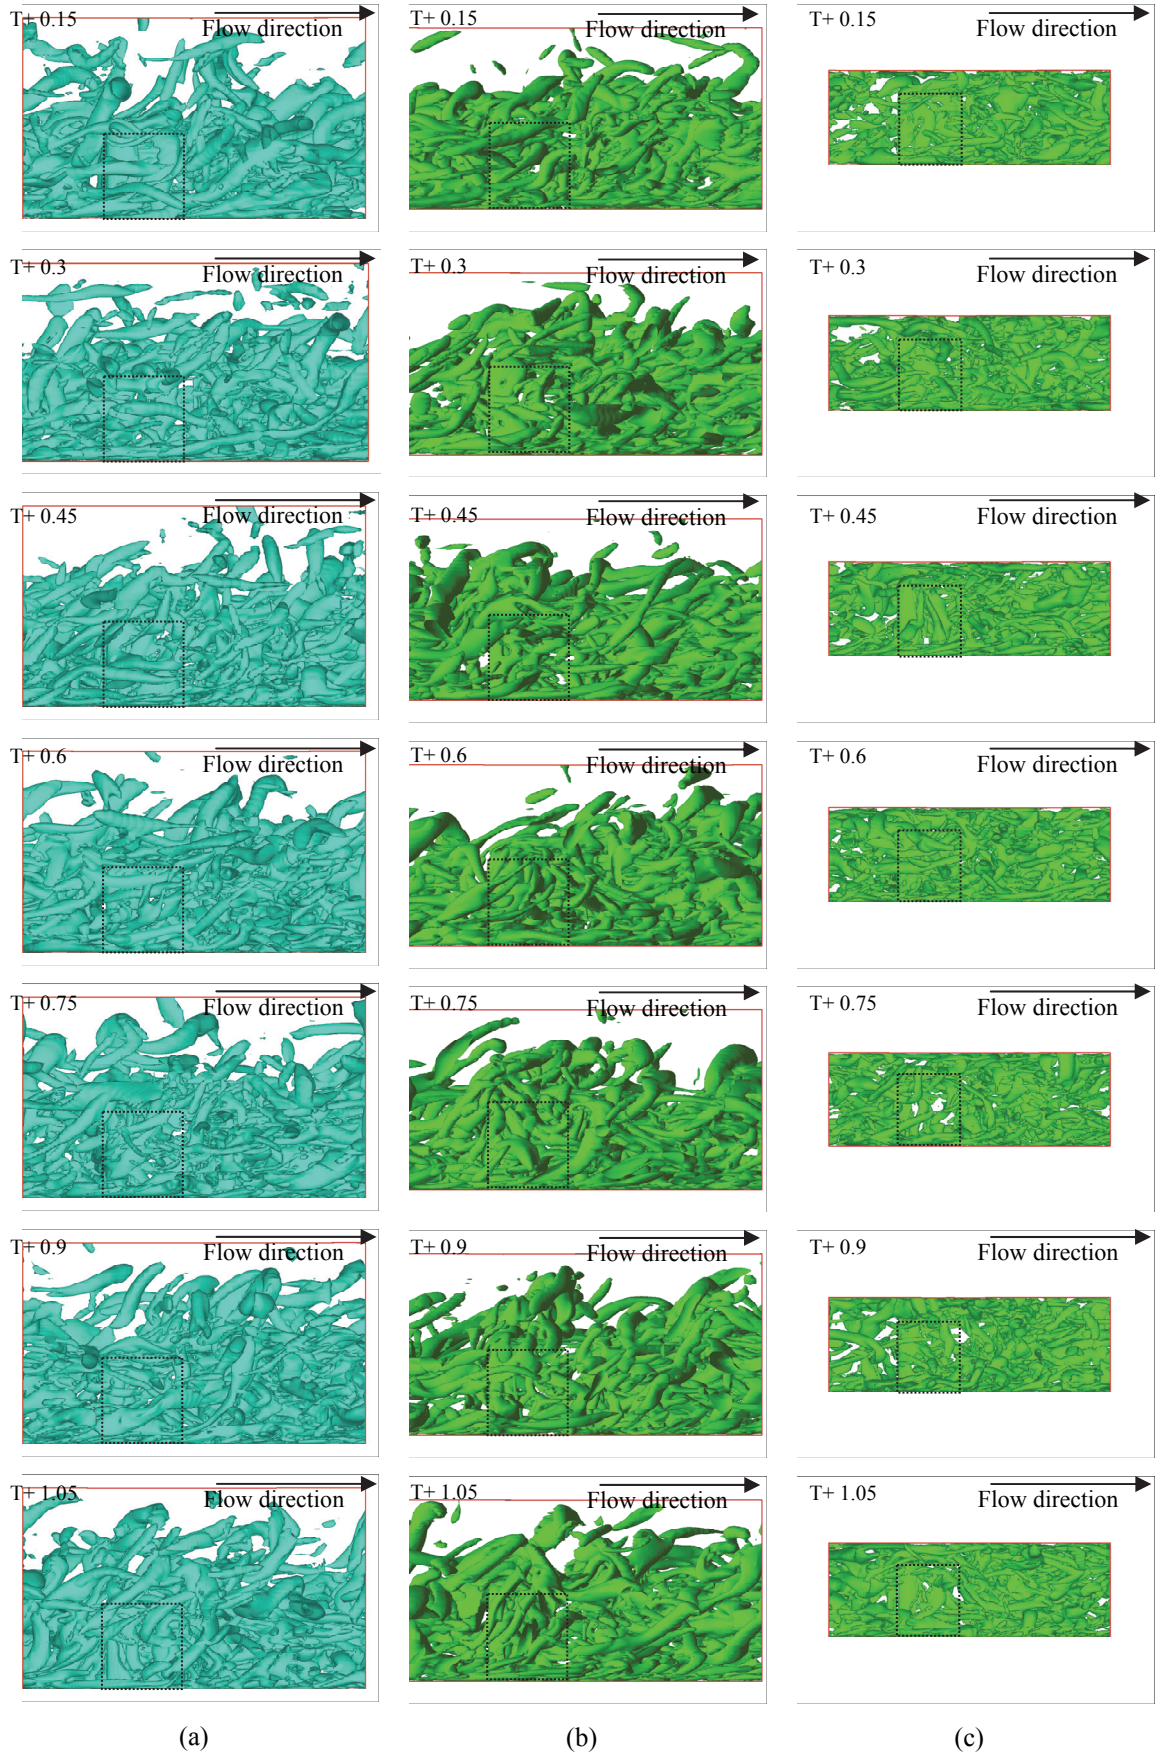 T+ 0.15 Flow direction T+ 0.15 Flow direction T+ 0.15 Flow direction
T+ 0.3 Flow direction T+ 0.3 Flow direction T+ 0.3 Flow direction
T+ 0.45 Flow direction T+ 0.45 Flow direction T+ 0.45 Flow direction
T+ 0.6 Flow direction T+ 0.6 Flow direction T+ 0.6 Flow direction
T+ 0.75 Flow direction T+ 0.75 Flow direction T+ 0.75 Flow direction
T+ 0.9 Flow direction T+ 0.9 Flow direction T+ 0.9 Flow direction
T+ 1.05 Flow direction T+ 1.05 Flow direction T+ 1.05 Flow direction
(a) (b) (c)